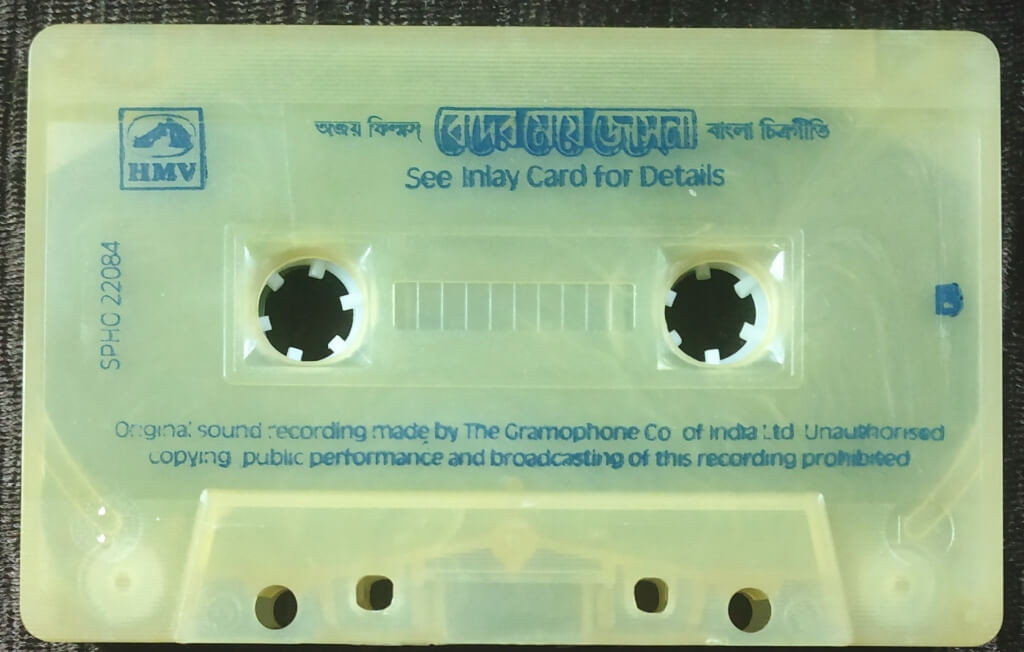 অজয় ফিল্মস্ বেদের মেয়ে জোসনা বাংলা চিত্রগীতি
HMV
See Inlay Card for Details
SPHO 22084
Original sound recording made by The Gramophone Co of India Ltd Unauthorised
copying public performance and broadcasting of this recording prohibited